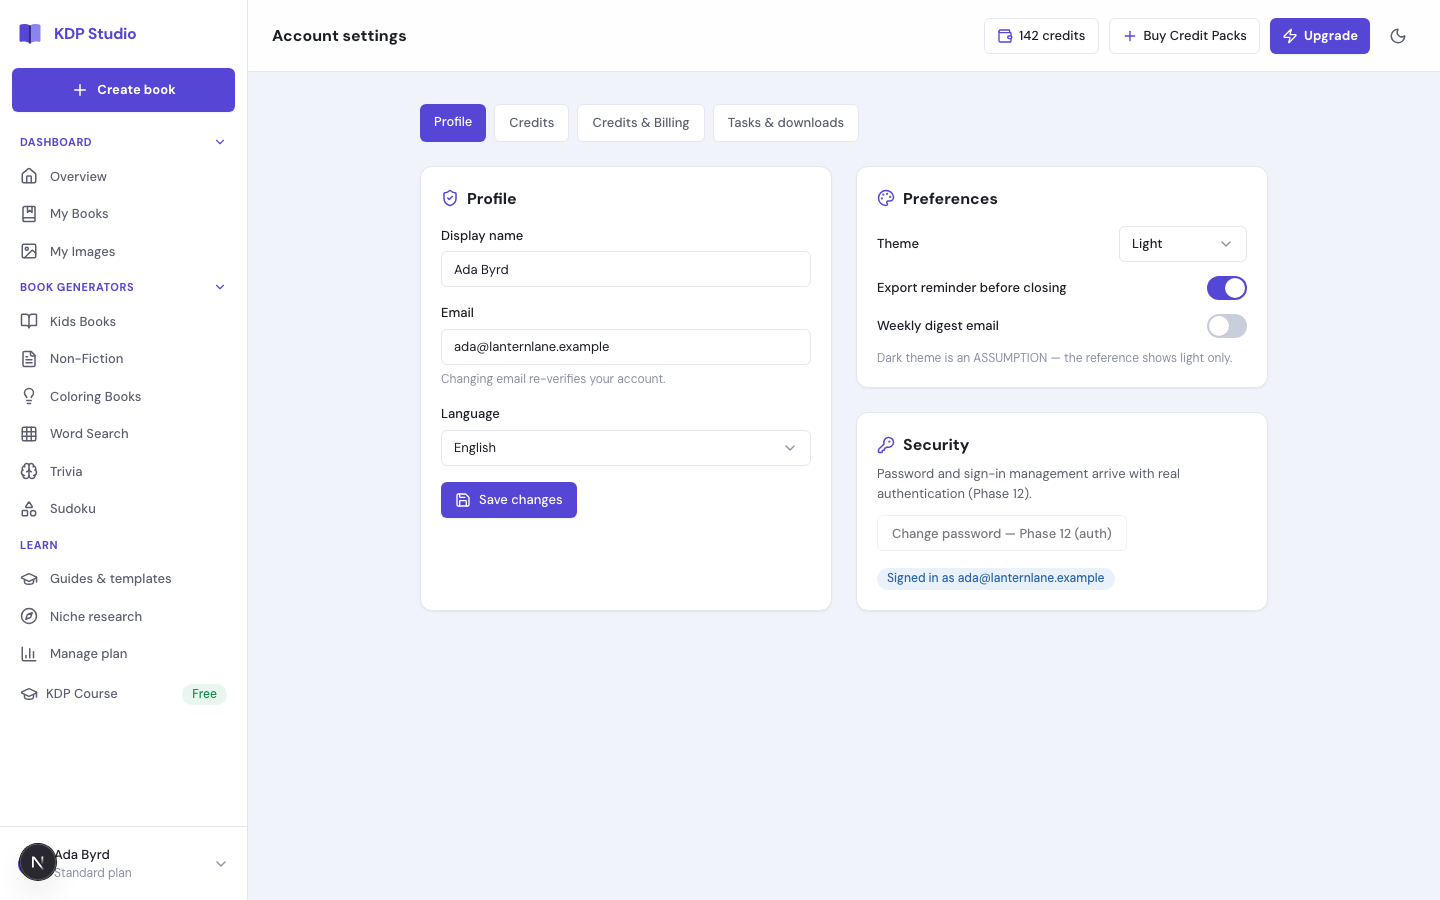 KDP Studio
Create book
DASHBOARD
Overview
My Books
My Images
BOOK GENERATORS
Kids Books
Non-Fiction
Coloring Books
Word Search
Trivia
Sudoku
LEARN
Guides & templates
Niche research
Manage plan
KDP Course
Free
N
Ada Byrd
Standard plan
Account settings
142 credits
Buy Credit Packs
Upgrade
Profile
Credits
Credits & Billing
Tasks & downloads
Profile
Display name
Ada Byrd
Email
ada@lanternlane.example
Changing email re-verifies your account.
Language
English
Save changes
Preferences
Theme
Light
Export reminder before closing
Weekly digest email
Dark theme is an ASSUMPTION — the reference shows light only.
Security
Password and sign-in management arrive with real
authentication (Phase 12).
Change password — Phase 12 (auth)
Signed in as ada@lanternlane.example